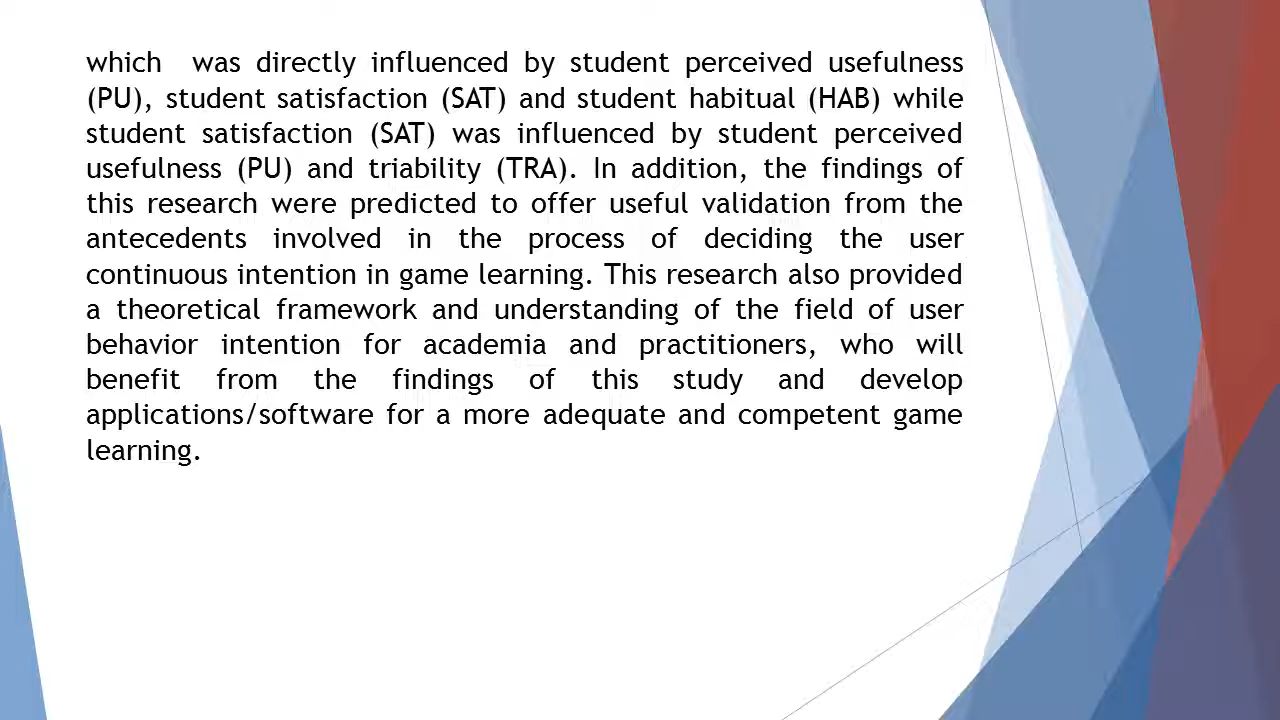 which was directly influenced by student perceived usefulness
(PU), student satisfaction (SAT) and student habitual (HAB) while
student satisfaction (SAT) was influenced by student perceived
usefulness (PU) and triability (TRA). In addition, the findings of
this research were predicted to offer useful validation from the
antecedents involved in the process of deciding the user
continuous intention in game learning. This research also provided
a theoretical framework and understanding of the field of user
behavior intention for academia and practitioners, who will
benefit from the findings of this study and develop
applications/software for a more adequate and competent game
learning.